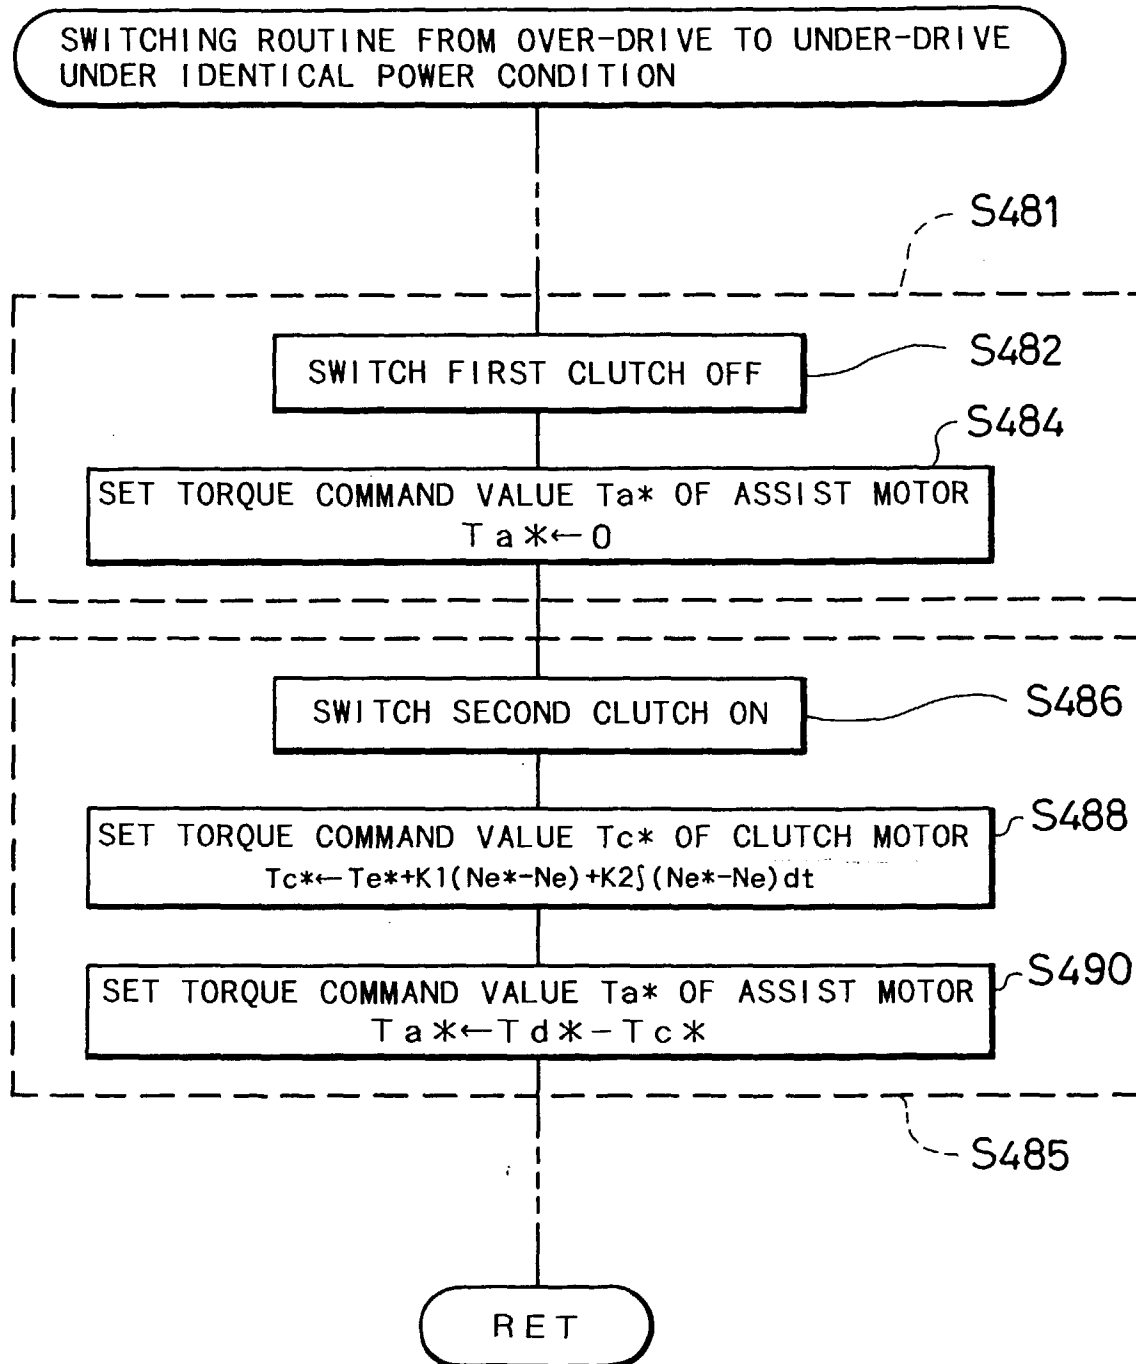 SWITCHING ROUTINE FROM OVER-DRIVE TO UNDER-DRIVE
UNDER IDENTICAL POWER CONDITION
S481
SWITCH FIRST CLUTCH OFF
S482
S484
SET TORQUE COMMAND VALUE Ta* OF ASSIST MOTOR
Ta*←0
SWITCH SECOND CLUTCH ON
S486
SET TORQUE COMMAND VALUE Tc* OF CLUTCH MOTOR
S488
Tc*←Te*+K1(Ne*-Ne)+K2∫(Ne*-Ne)dt
SET TORQUE COMMAND VALUE Ta* OF ASSIST MOTOR
S490
Ta*←Td*-Tc*
S485
RET